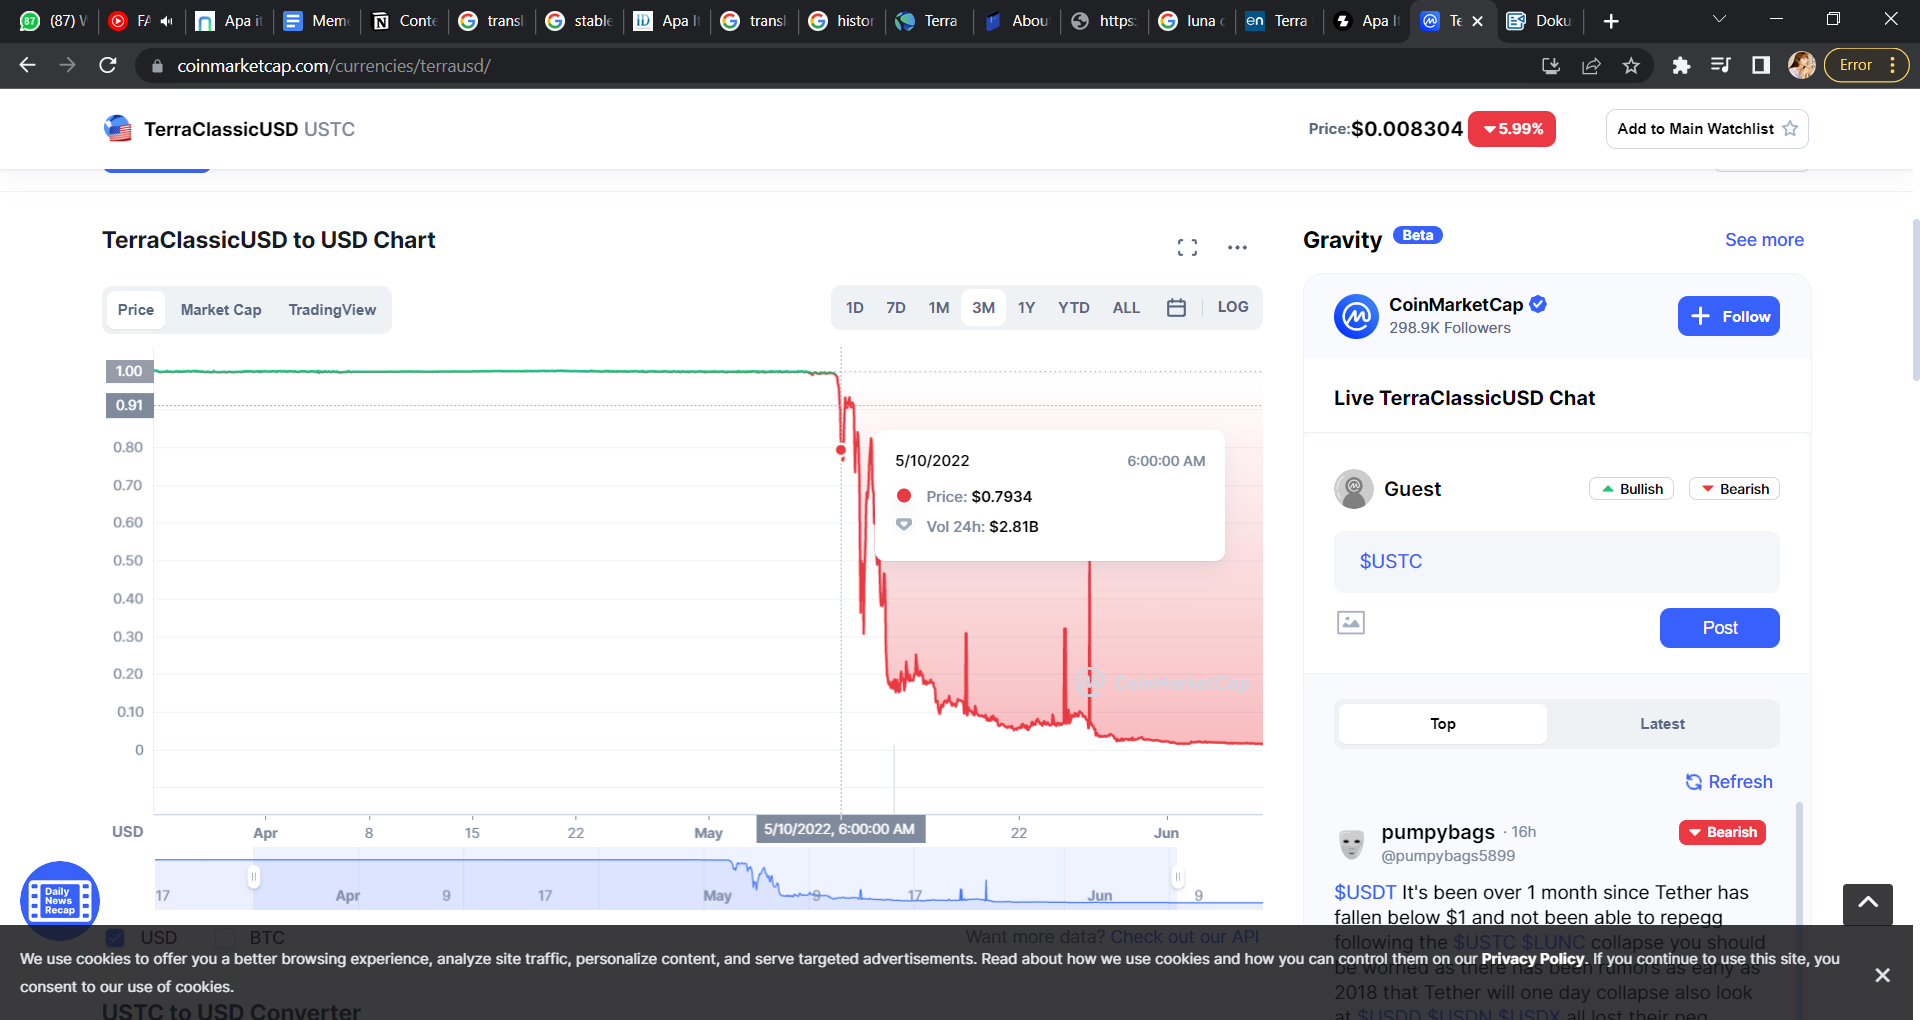 (87) W
FA
Apa it
Mem
Conte
transl
stable
Apa It
transl
histor
Terra
Abou
https:
luna c
Terra
Apa It
Te
Doku
coinmarketcap.com/currencies/terrausd/
Error
TerraClassicUSD USTC
Price:$0.008304 5.99%
Add to Main Watchlist
TerraClassicUSD to USD Chart
Price Market Cap TradingView
1D 7D 1M 3M 1Y YTD ALL LOG
1.00
0.91
0.80
0.70
0.60
0.50
0.40
0.30
0.20
0.10
0
5/10/2022 6:00:00 AM
Price: $0.7934
Vol 24h: $2.81B
CoinMarketCap
USD Apr 8 15 22 May 5/10/2022, 6:00:00 AM 22 Jun
17 Apr 9 17 May 9 17 Jun 9
Daily
News
Recap
USD BTC
Want more data? Check out our API
USTC to USD Converter
Gravity Beta See more
CoinMarketCap
298.9K Followers
Follow
Live TerraClassicUSD Chat
Guest Bullish Bearish
$USTC
Post
Top Latest
Refresh
pumpybags · 16h
@pumpybags5899
Bearish
$USDT It's been over 1 month since Tether has
fallen below $1 and not been able to repegg
following the $USTC $LUNC collapse you should
be worried as there has been rumors as early as
2018 that Tether will one day collapse also look
at $USDD $USDN $USDX all lost their peg
We use cookies to offer you a better browsing experience, analyze site traffic, personalize content, and serve targeted advertisements. Read about how we use cookies and how you can control them on our Privacy Policy. If you continue to use this site, you
consent to our use of cookies.